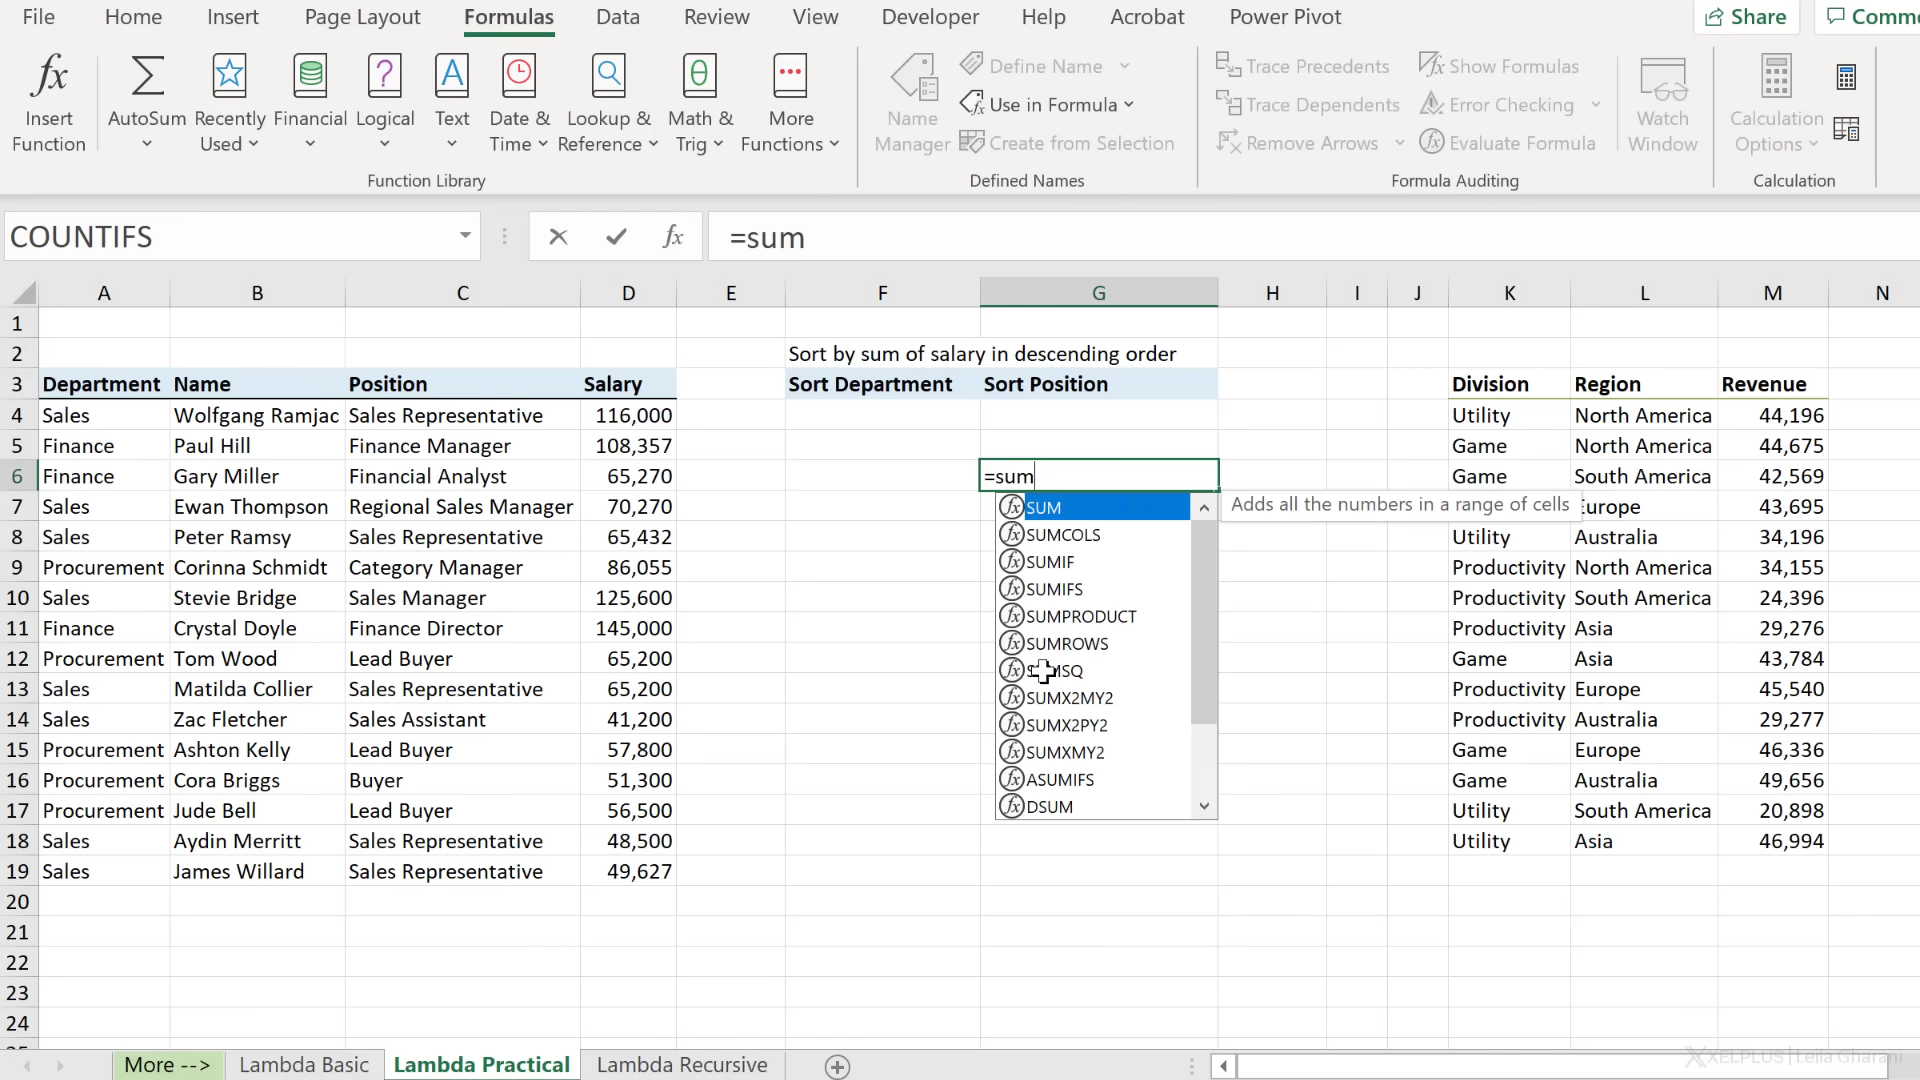 File Home Insert Page Layout Formulas Data Review View Developer Help Acrobat Power Pivot Share
Insert Function AutoSum Recently Used Financial Logical Text Date & Time Lookup & Reference Math & Trig More Functions
Function Library
Name Manager Define Name Use in Formula Create from Selection
Defined Names
Trace Precedents Trace Dependents Remove Arrows Show Formulas Error Checking Evaluate Formula
Formula Auditing
Watch Window
Calculation Options
Calculation
COUNTIFS fx =sum
A B C D E F G H I J K L M N
1
2 Sort by sum of salary in descending order
3 Department Name Position Salary Sort Department Sort Position Division Region Revenue
4 Sales Wolfgang Ramjac Sales Representative 116,000 Utility North America 44,196
5 Finance Paul Hill Finance Manager 108,357 Game North America 44,675
6 Finance Gary Miller Financial Analyst 65,270 =sum Game South America 42,569
7 Sales Ewan Thompson Regional Sales Manager 70,270 SUM Adds all the numbers in a range of cells Europe 43,695
SUMCOLS
8 Sales Peter Ramsy Sales Representative 65,432 Utility Australia 34,196
9 Procurement Corinna Schmidt Category Manager 86,055 SUMIF Productivity North America 34,155
10 Sales Stevie Bridge Sales Manager 125,600 SUMIFS Productivity South America 24,396
11 Finance Crystal Doyle Finance Director 145,000 SUMPRODUCT Productivity Asia 29,276
12 Procurement Tom Wood Lead Buyer 65,200 SUMROWS Game Asia 43,784
13 Sales Matilda Collier Sales Representative 65,200 SUMX2MY2 Productivity Europe 45,540
14 Sales Zac Fletcher Sales Assistant 41,200 SUMX2PY2 Productivity Australia 29,277
15 Procurement Ashton Kelly Lead Buyer 57,800 SUMXMY2 Game Europe 46,336
16 Procurement Cora Briggs Buyer 51,300 ASUMIFS Game Australia 49,656
17 Procurement Jude Bell Lead Buyer 56,500 DSUM Utility South America 20,898
18 Sales Aydin Merritt Sales Representative 48,500 Utility Asia 46,994
19 Sales James Willard Sales Representative 49,627
20
21
22
23
24
More --> Lambda Basic Lambda Practical Lambda Recursive
XELPLUS | Leila Gharani